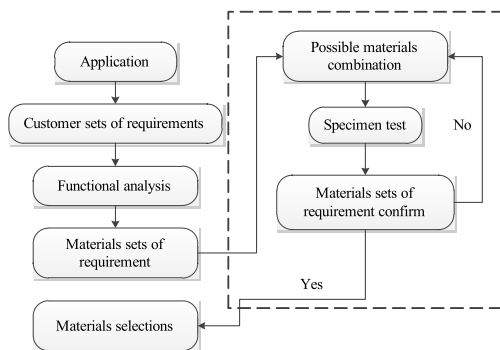 Application
Customer sets of requirements
Functional analysis
Materials sets of
requirement
Materials selections
Possible materials
combination
Specimen test
Materials sets of
requirement confirm
No
Yes